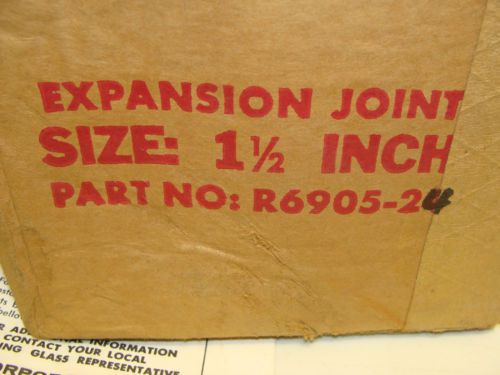 EXPANSION JOINT
SIZE: 1½ INCH
PART NO: R6905-24
INFORMATION
CONTACT YOUR LOCAL
GLASS REPRESENTATIVE